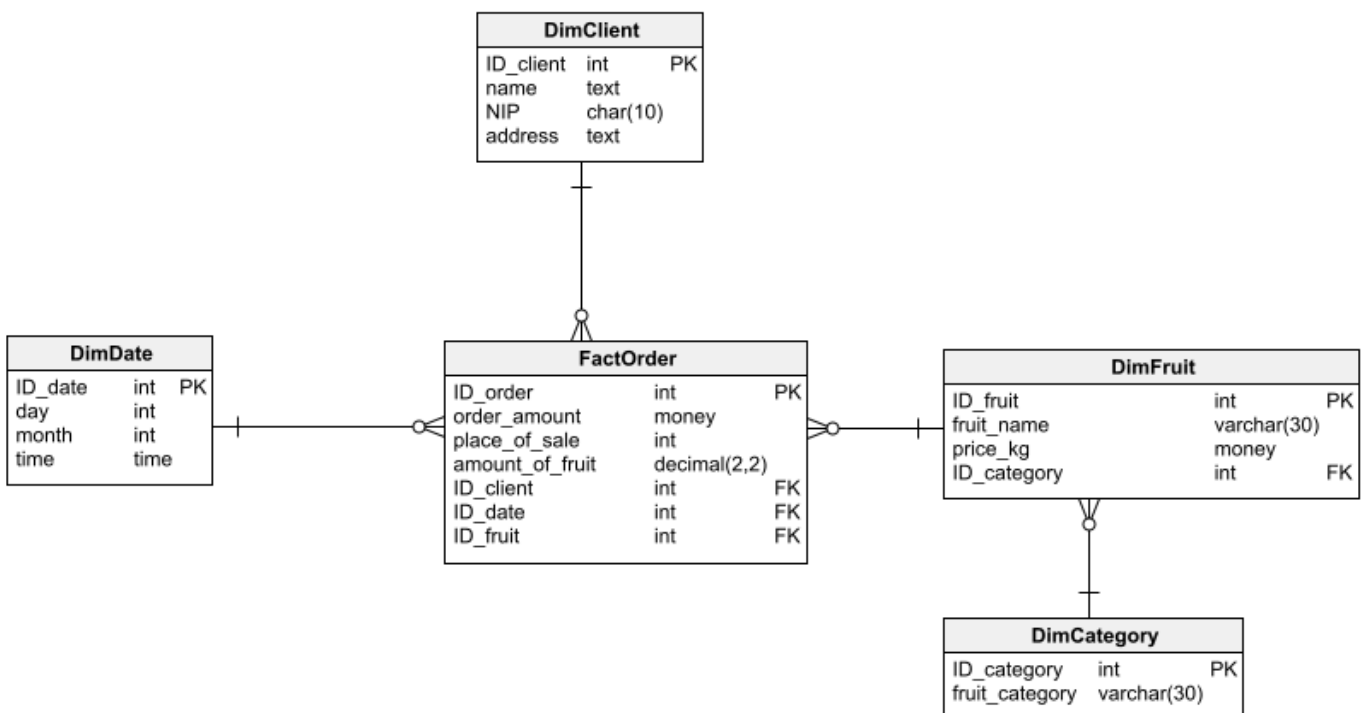 DimClient
ID_client int PK
name text
NIP char(10)
address text
DimDate
ID_date int PK
day int
month int
time time
FactOrder
ID_order int PK
order_amount money
place_of_sale int
amount_of_fruit decimal(2,2)
ID_client int FK
ID_date int FK
ID_fruit int FK
DimFruit
ID_fruit int PK
fruit_name varchar(30)
price_kg money
ID_category int FK
DimCategory
ID_category int PK
fruit_category varchar(30)